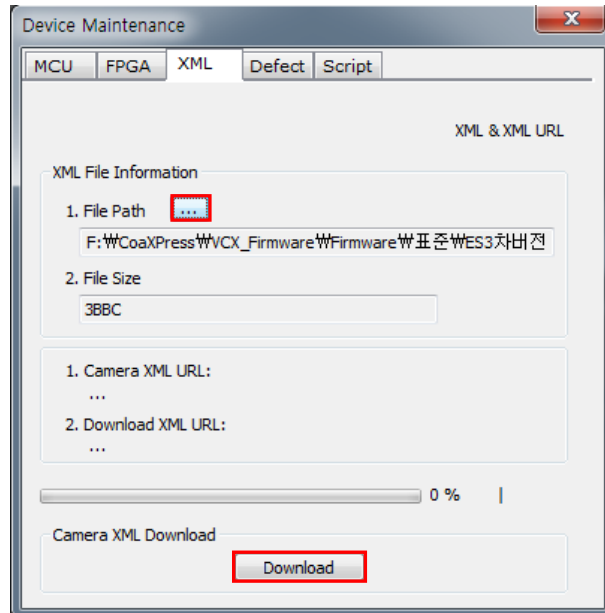 Device Maintenance
MCU FPGA XML Defect Script
XML & XML URL
XML File Information
1. File Path ...
F:₩CoaXPress₩VCX_Firmware₩Firmware₩표준₩ES3차버전
2. File Size
3BBC
1. Camera XML URL:
...
2. Download XML URL:
...
0 % |
Camera XML Download
Download